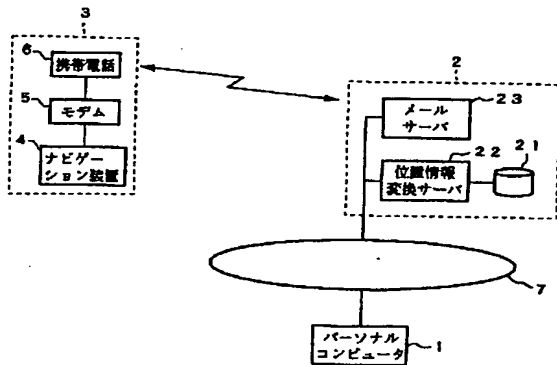 3
6
携帯電話
5
モデム
4
ナビゲー
ション装置
2
23
メール
サーバ
22
21
位置情報
変換サーバ
7
パーソナル
コンピュータ
1